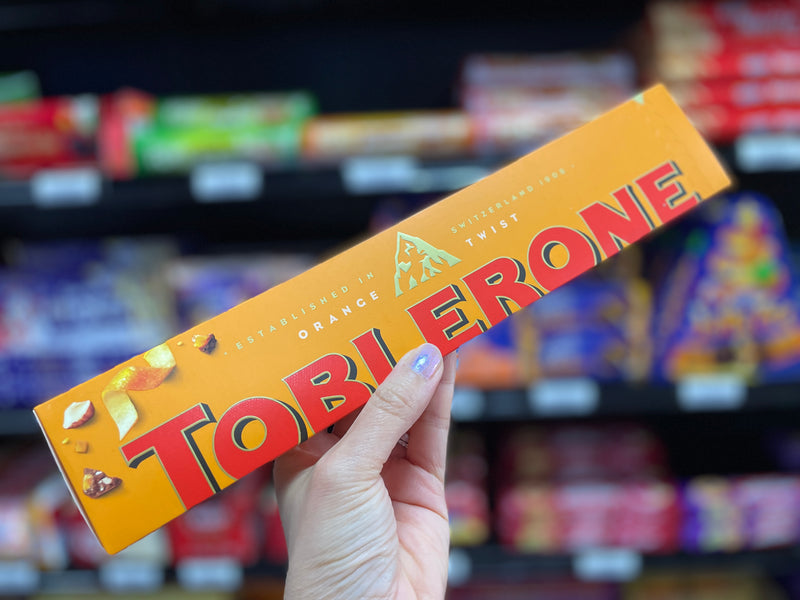 ESTABLISHED IN SWITZERLAND 1908
ORANGE TWIST
TOBLERONE